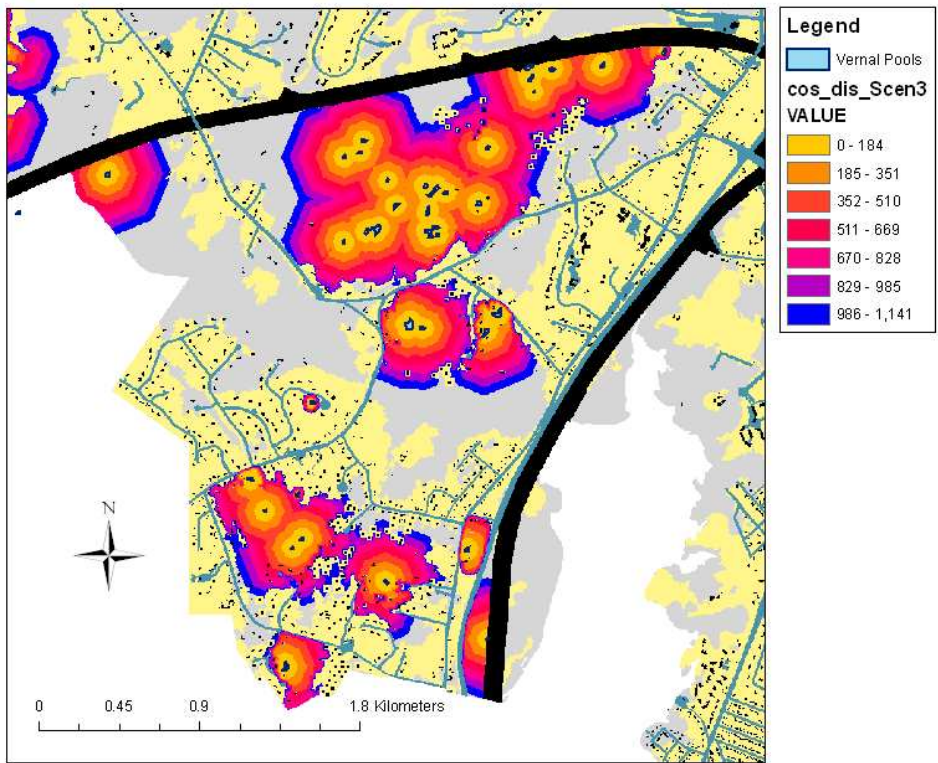 Legend
Vernal Pools
cos_dis_Scen3
VALUE
0 - 184
185 - 351
352 - 510
511 - 669
670 - 828
829 - 985
986 - 1,141
N
0 0.45 0.9 1.8 Kilometers